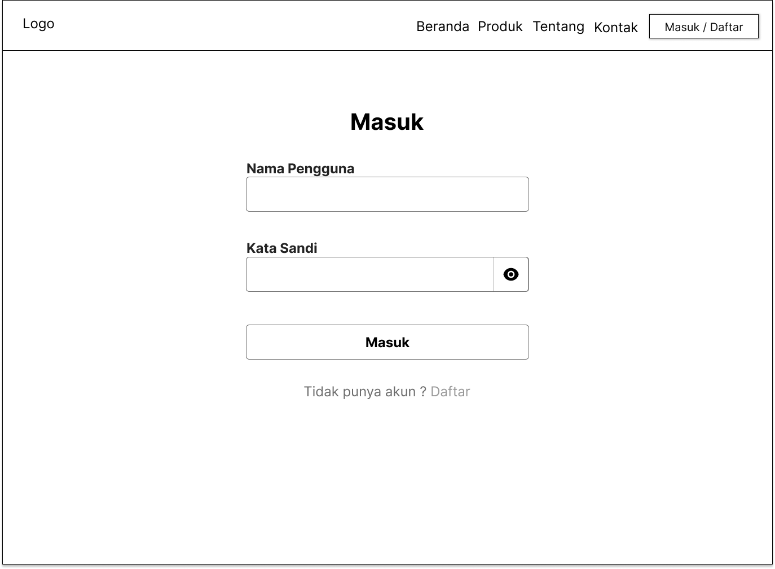 Logo
Beranda Produk Tentang Kontak Masuk / Daftar
Masuk
Nama Pengguna
Kata Sandi
Masuk
Tidak punya akun ? Daftar